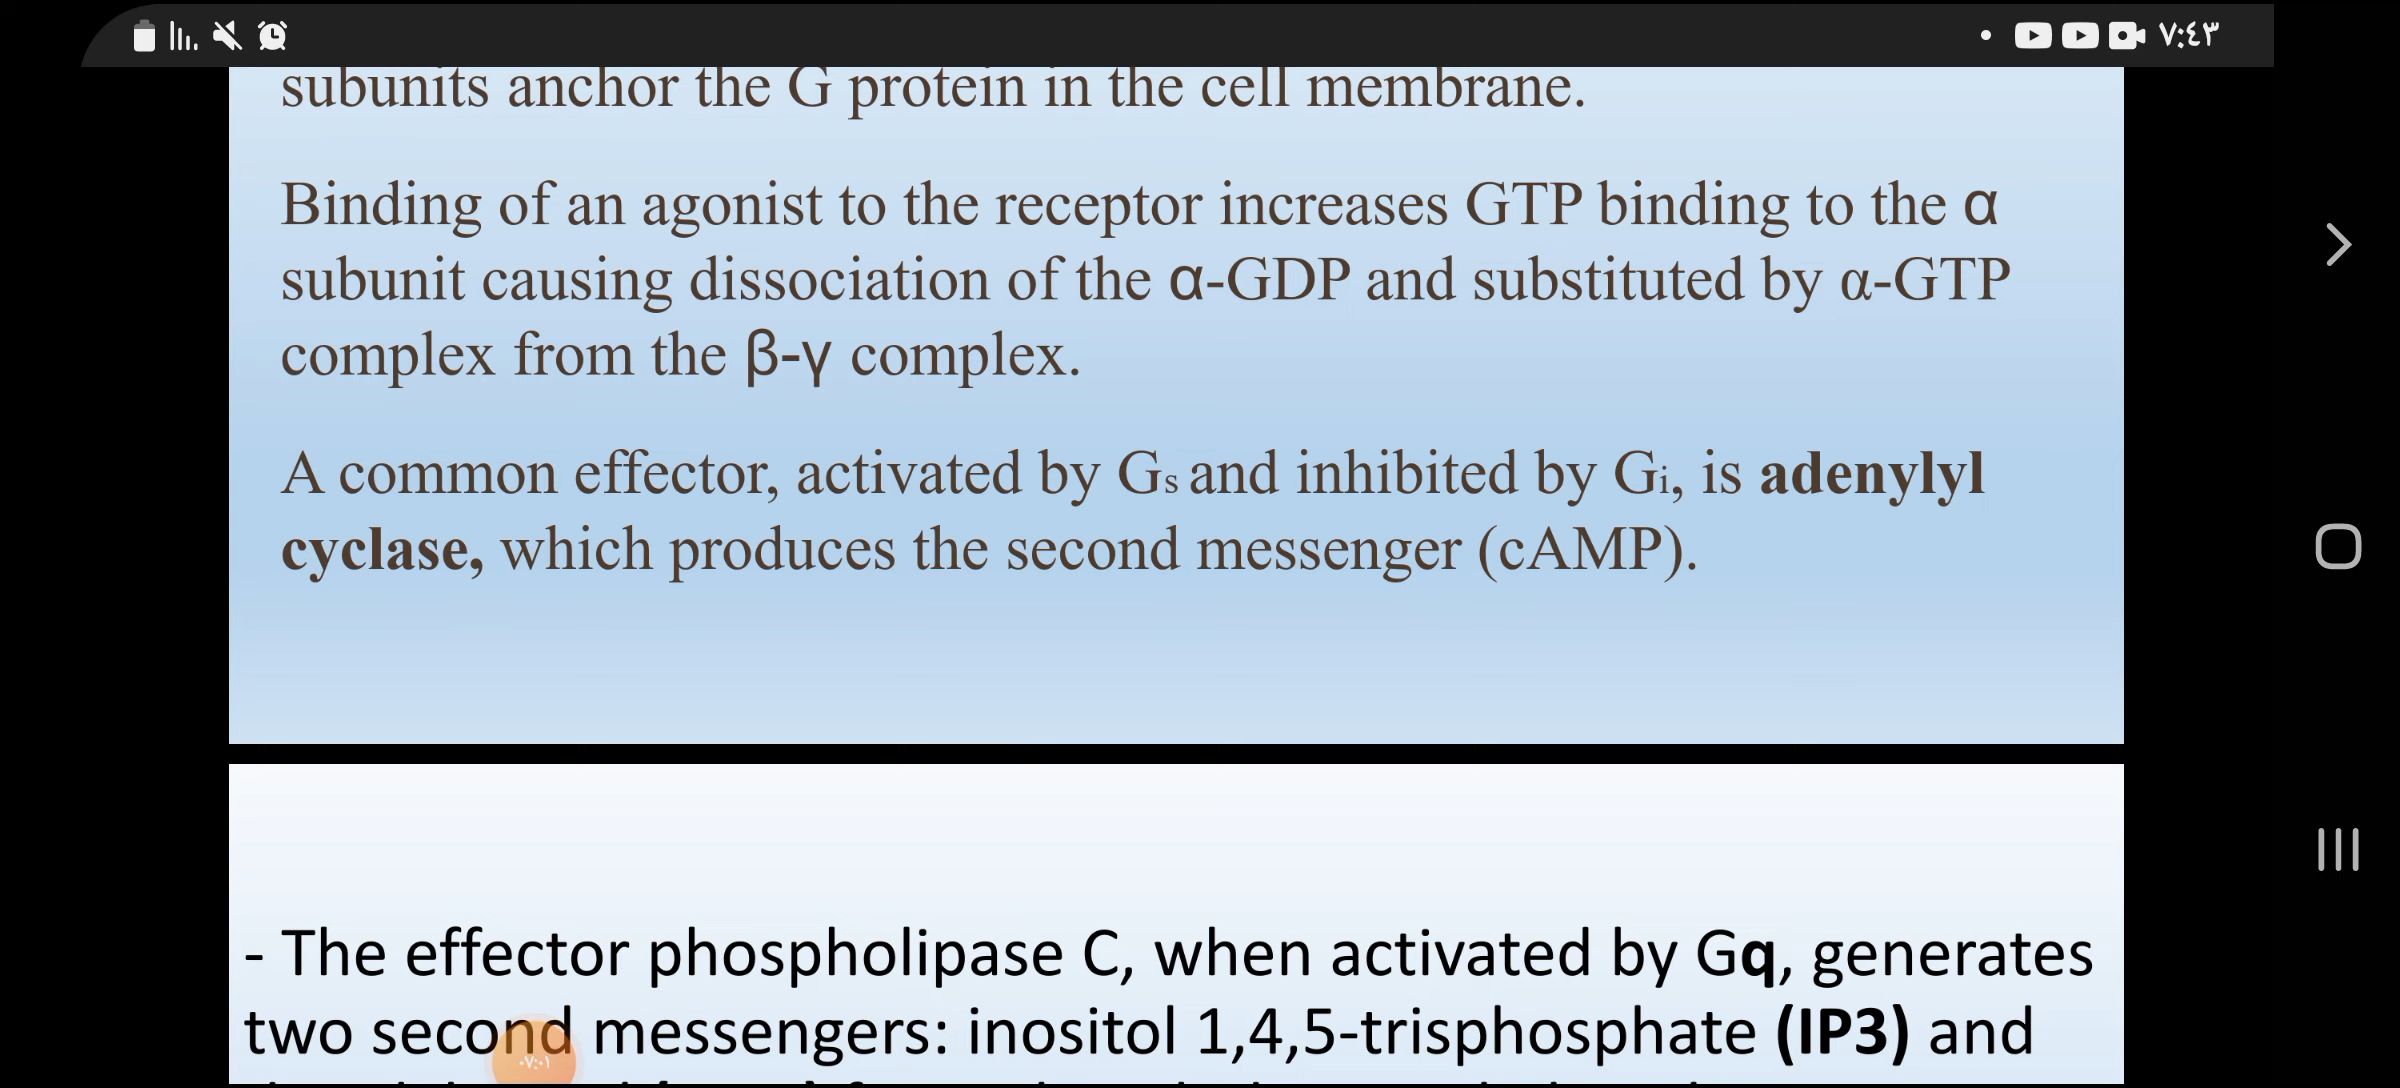 ٧:٤٣
subunits anchor the G protein in the cell membrane.
Binding of an agonist to the receptor increases GTP binding to the α
subunit causing dissociation of the α-GDP and substituted by α-GTP
complex from the β-γ complex.
A common effector, activated by Gs and inhibited by Gi, is adenylyl
cyclase, which produces the second messenger (cAMP).
- The effector phospholipase C, when activated by Gq, generates
two second messengers: inositol 1,4,5-trisphosphate (IP3) and
٠٧:٠١